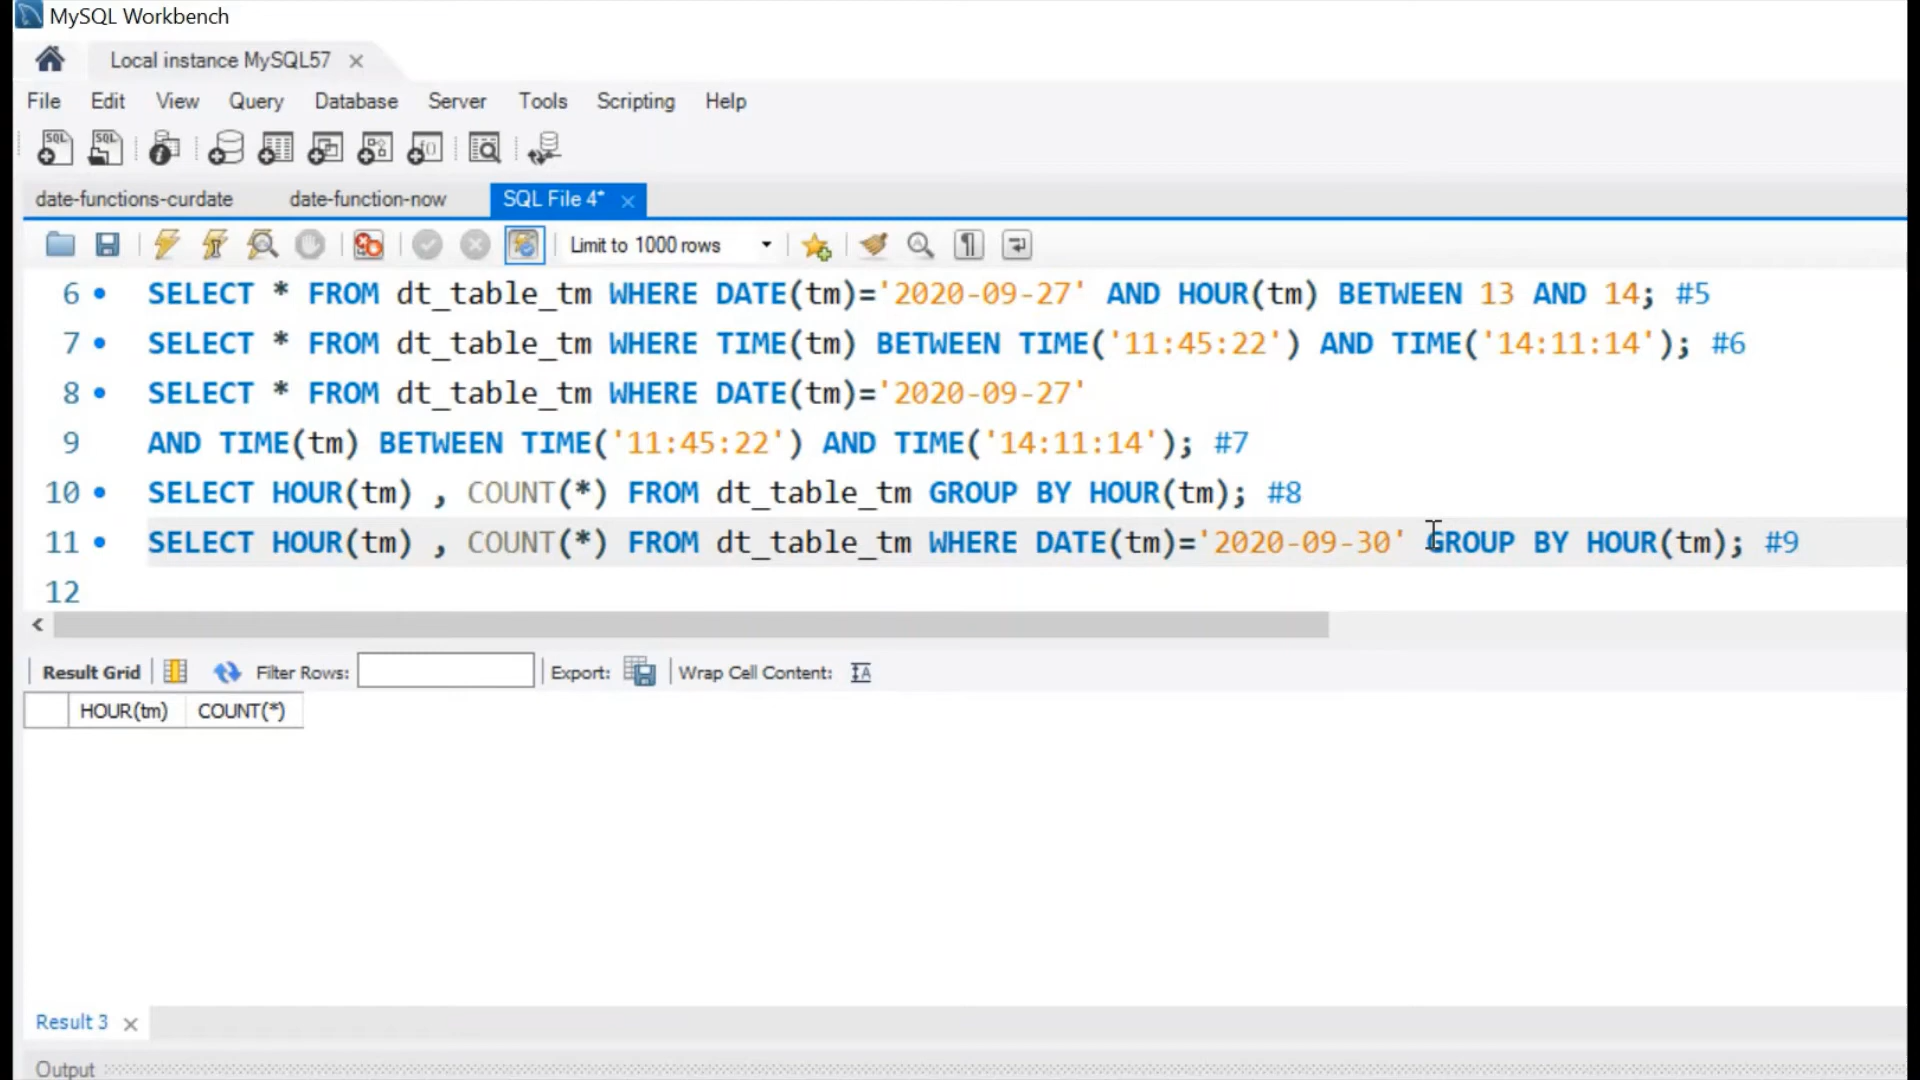 MySQL Workbench
Local instance MySQL57
File Edit View Query Database Server Tools Scripting Help
SQL SQL
date-functions-curdate date-function-now SQL File 4*
Limit to 1000 rows
6 SELECT * FROM dt_table_tm WHERE DATE(tm)='2020-09-27' AND HOUR(tm) BETWEEN 13 AND 14; #5
7 SELECT * FROM dt_table_tm WHERE TIME(tm) BETWEEN TIME('11:45:22') AND TIME('14:11:14'); #6
8 SELECT * FROM dt_table_tm WHERE DATE(tm)='2020-09-27'
9 AND TIME(tm) BETWEEN TIME('11:45:22') AND TIME('14:11:14'); #7
10 SELECT HOUR(tm) , COUNT(*) FROM dt_table_tm GROUP BY HOUR(tm); #8
11 SELECT HOUR(tm) , COUNT(*) FROM dt_table_tm WHERE DATE(tm)='2020-09-30' GROUP BY HOUR(tm); #9
12
Result Grid Filter Rows: Export: Wrap Cell Content:
HOUR(tm) COUNT(*)
Result 3
Output